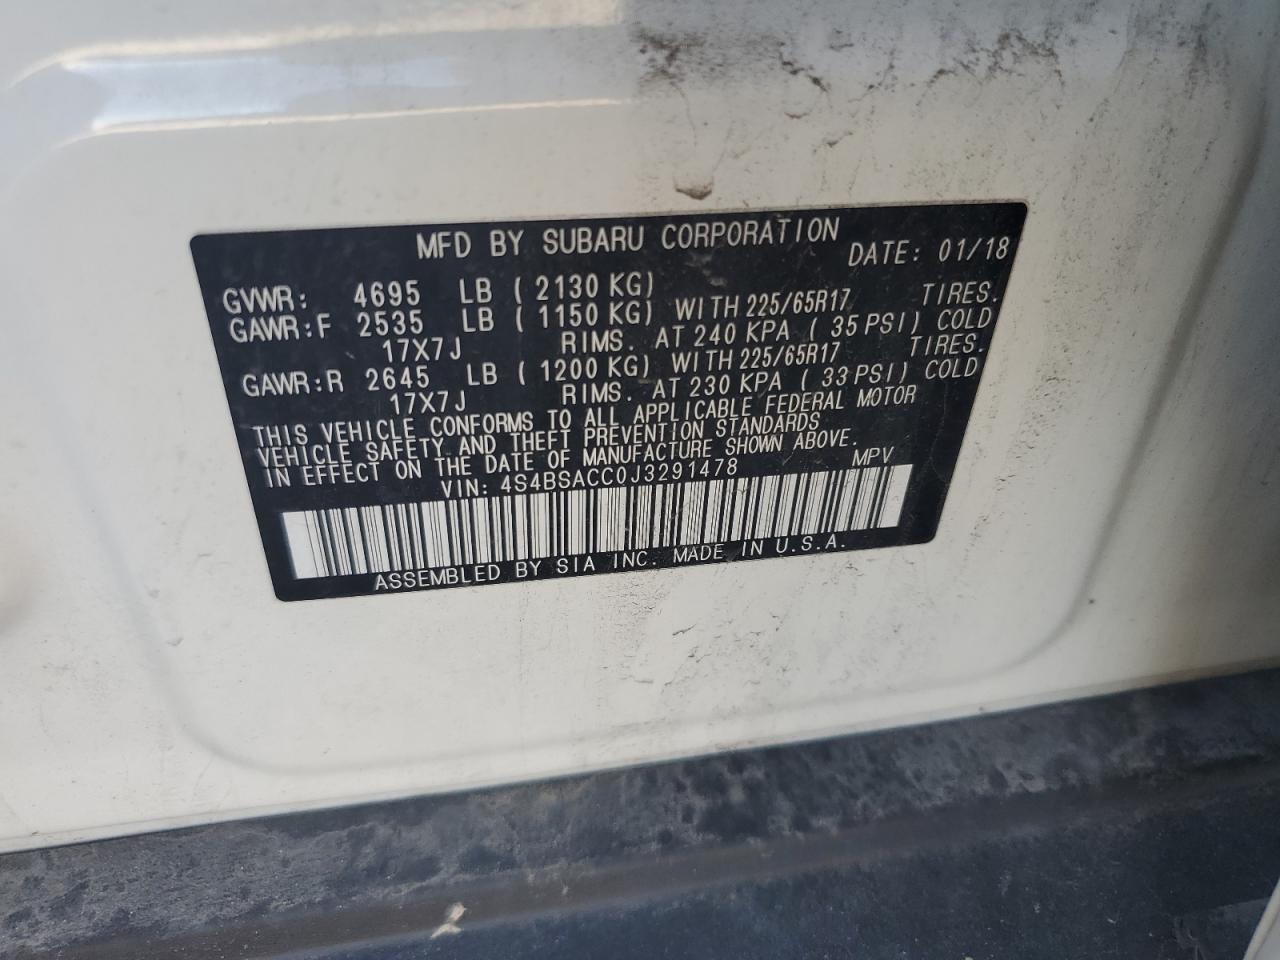 MFD BY SUBARU CORPORATION DATE: 01/18
GVWR: 4695 LB ( 2130 KG)
GAWR:F 2535 LB ( 1150 KG) WITH 225/65R17 TIRES.
17X7J RIMS. AT 240 KPA ( 35 PSI) COLD
GAWR:R 2645 LB ( 1200 KG) WITH 225/65R17 TIRES.
17X7J RIMS. AT 230 KPA ( 33 PSI) COLD
THIS VEHICLE CONFORMS TO ALL APPLICABLE FEDERAL MOTOR
VEHICLE SAFETY AND THEFT PREVENTION STANDARDS
IN EFFECT ON THE DATE OF MANUFACTURE SHOWN ABOVE.
VIN: 4S4BSACC0J3291478 MPV
ASSEMBLED BY SIA INC. MADE IN U.S.A.